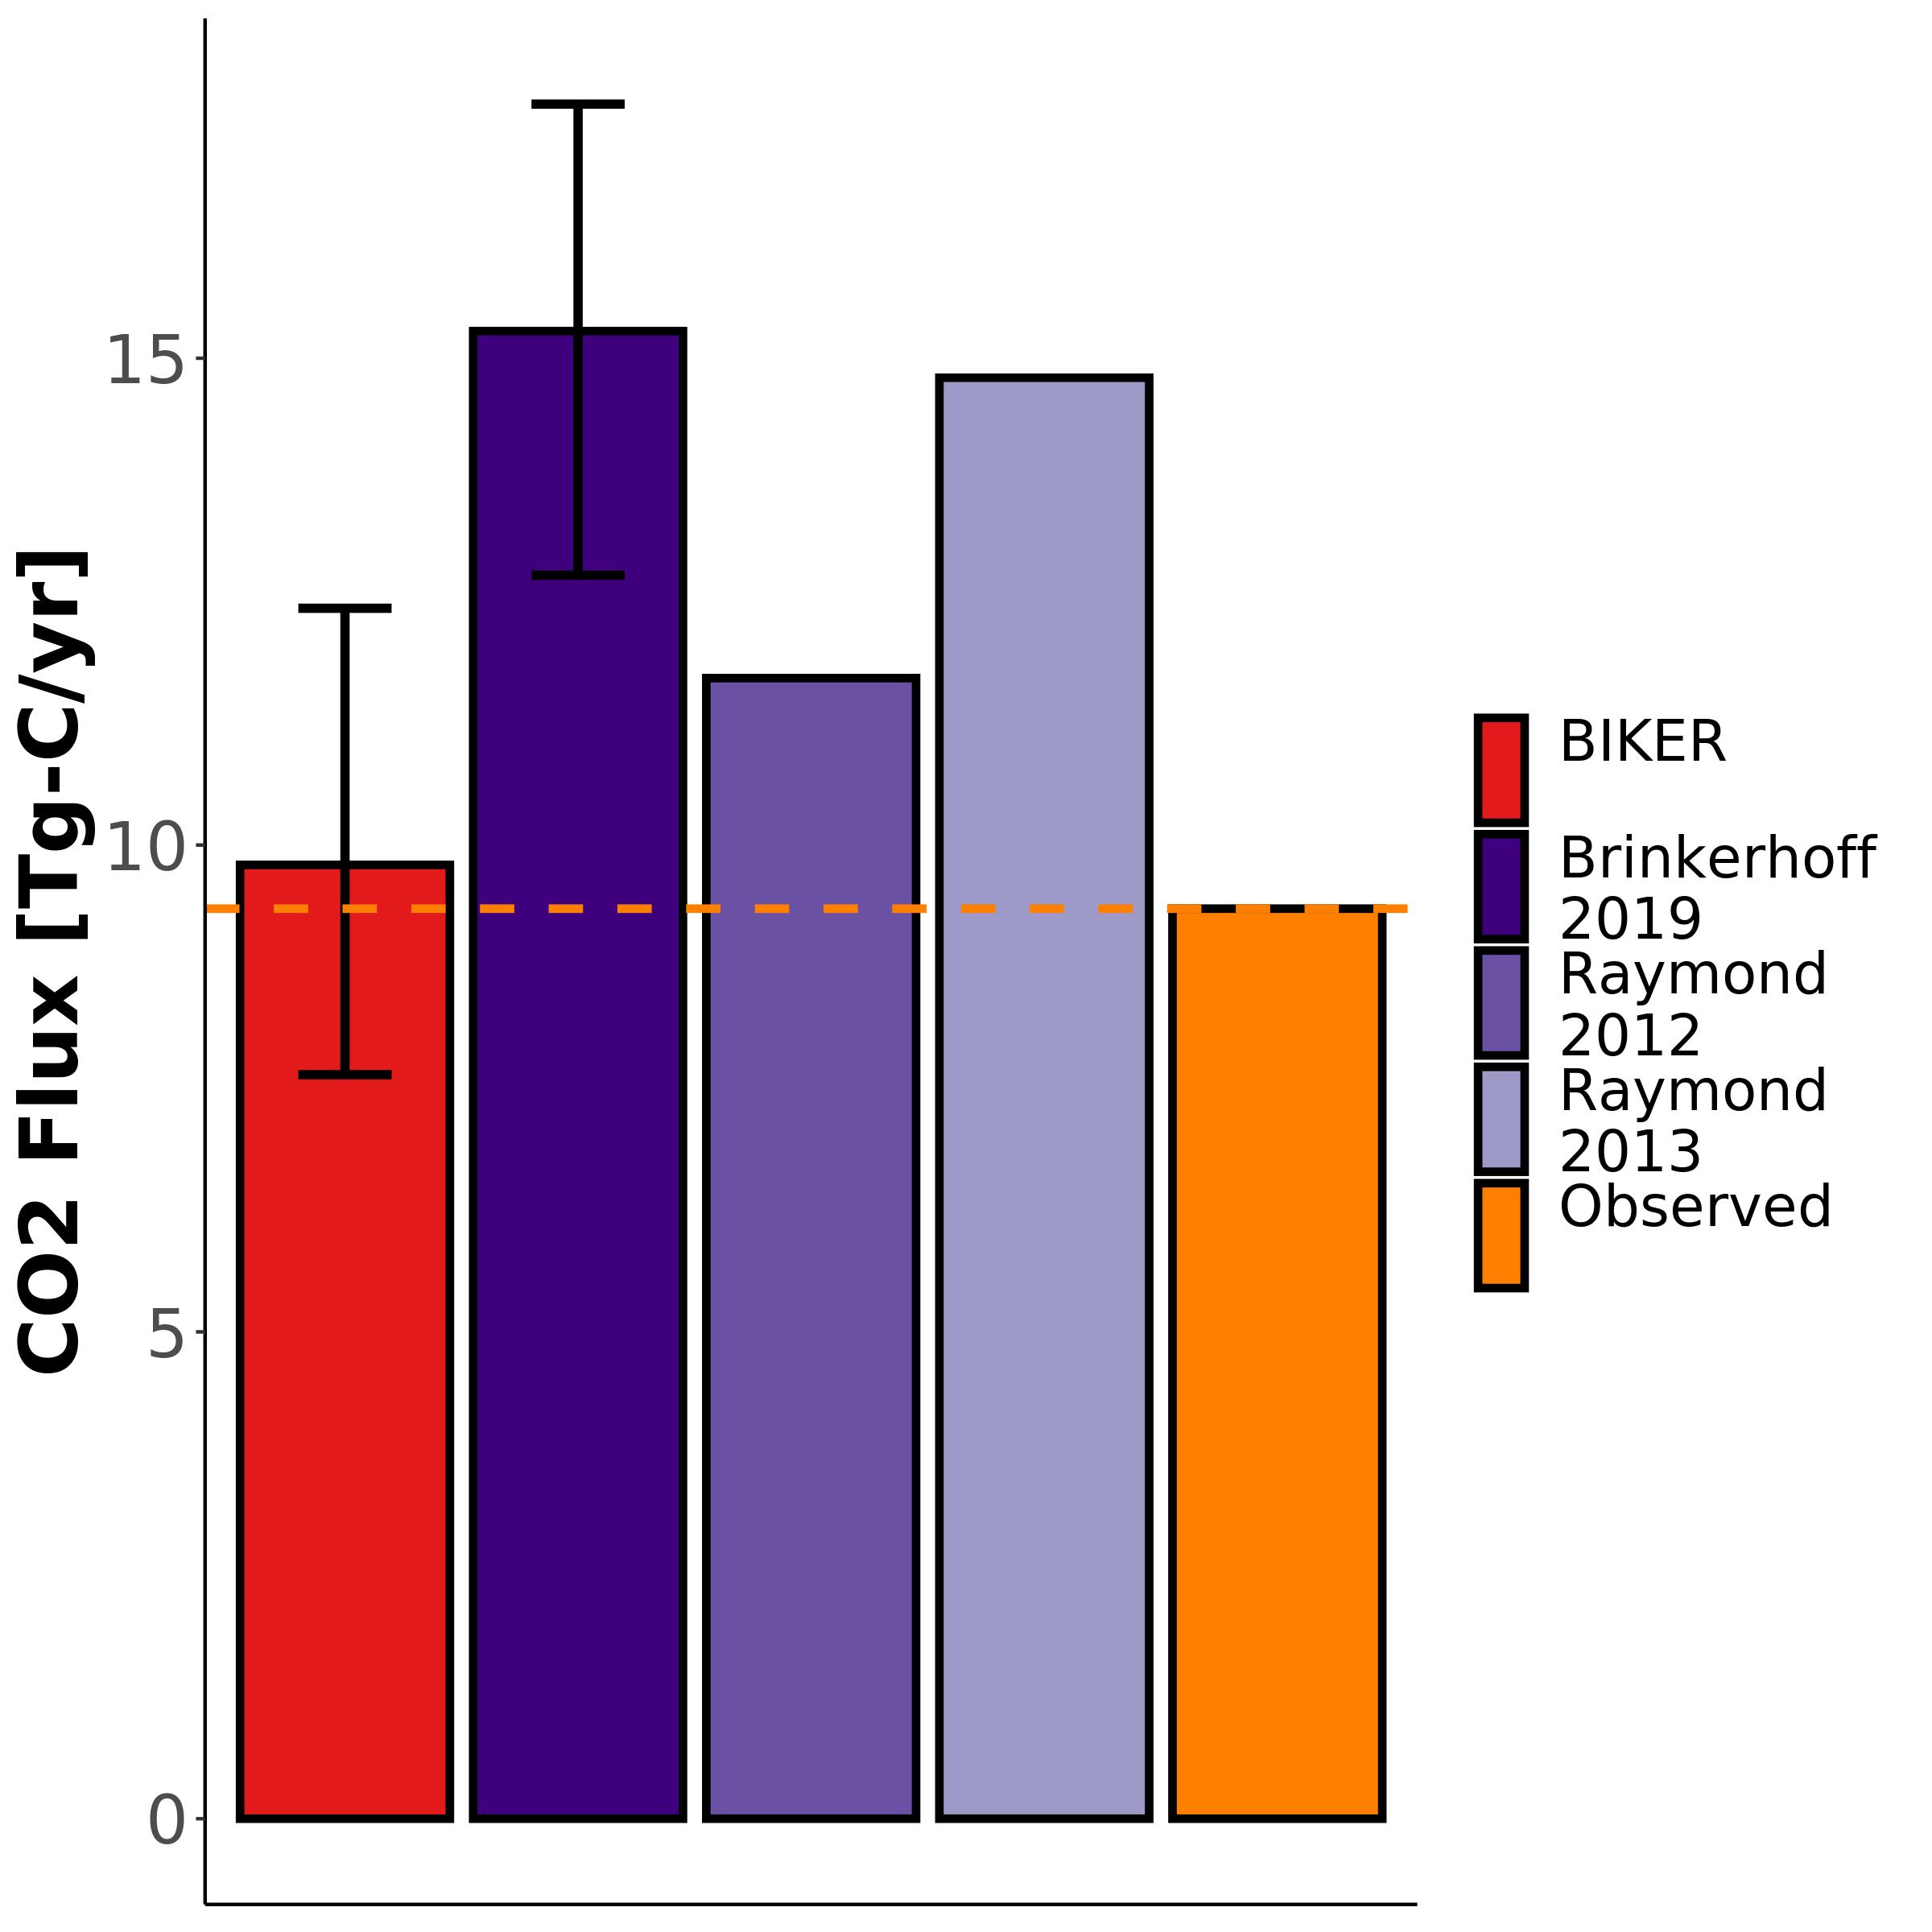 CO2 Flux [Tg-C/yr]
15
10
5
0
BIKER
Brinkerhoff
2019
Raymond
2012
Raymond
2013
Observed